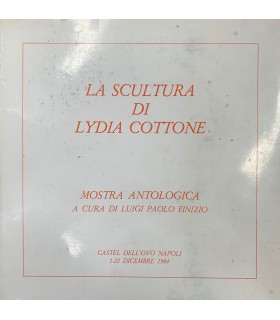 LA SCULTURA
DI
LYDIA COTTONE
MOSTRA ANTOLOGICA
A CURA DI LUIGI PAOLO FINIZIO
CASTEL DELL'OVO NAPOLI
1-22 DICEMBRE 1984